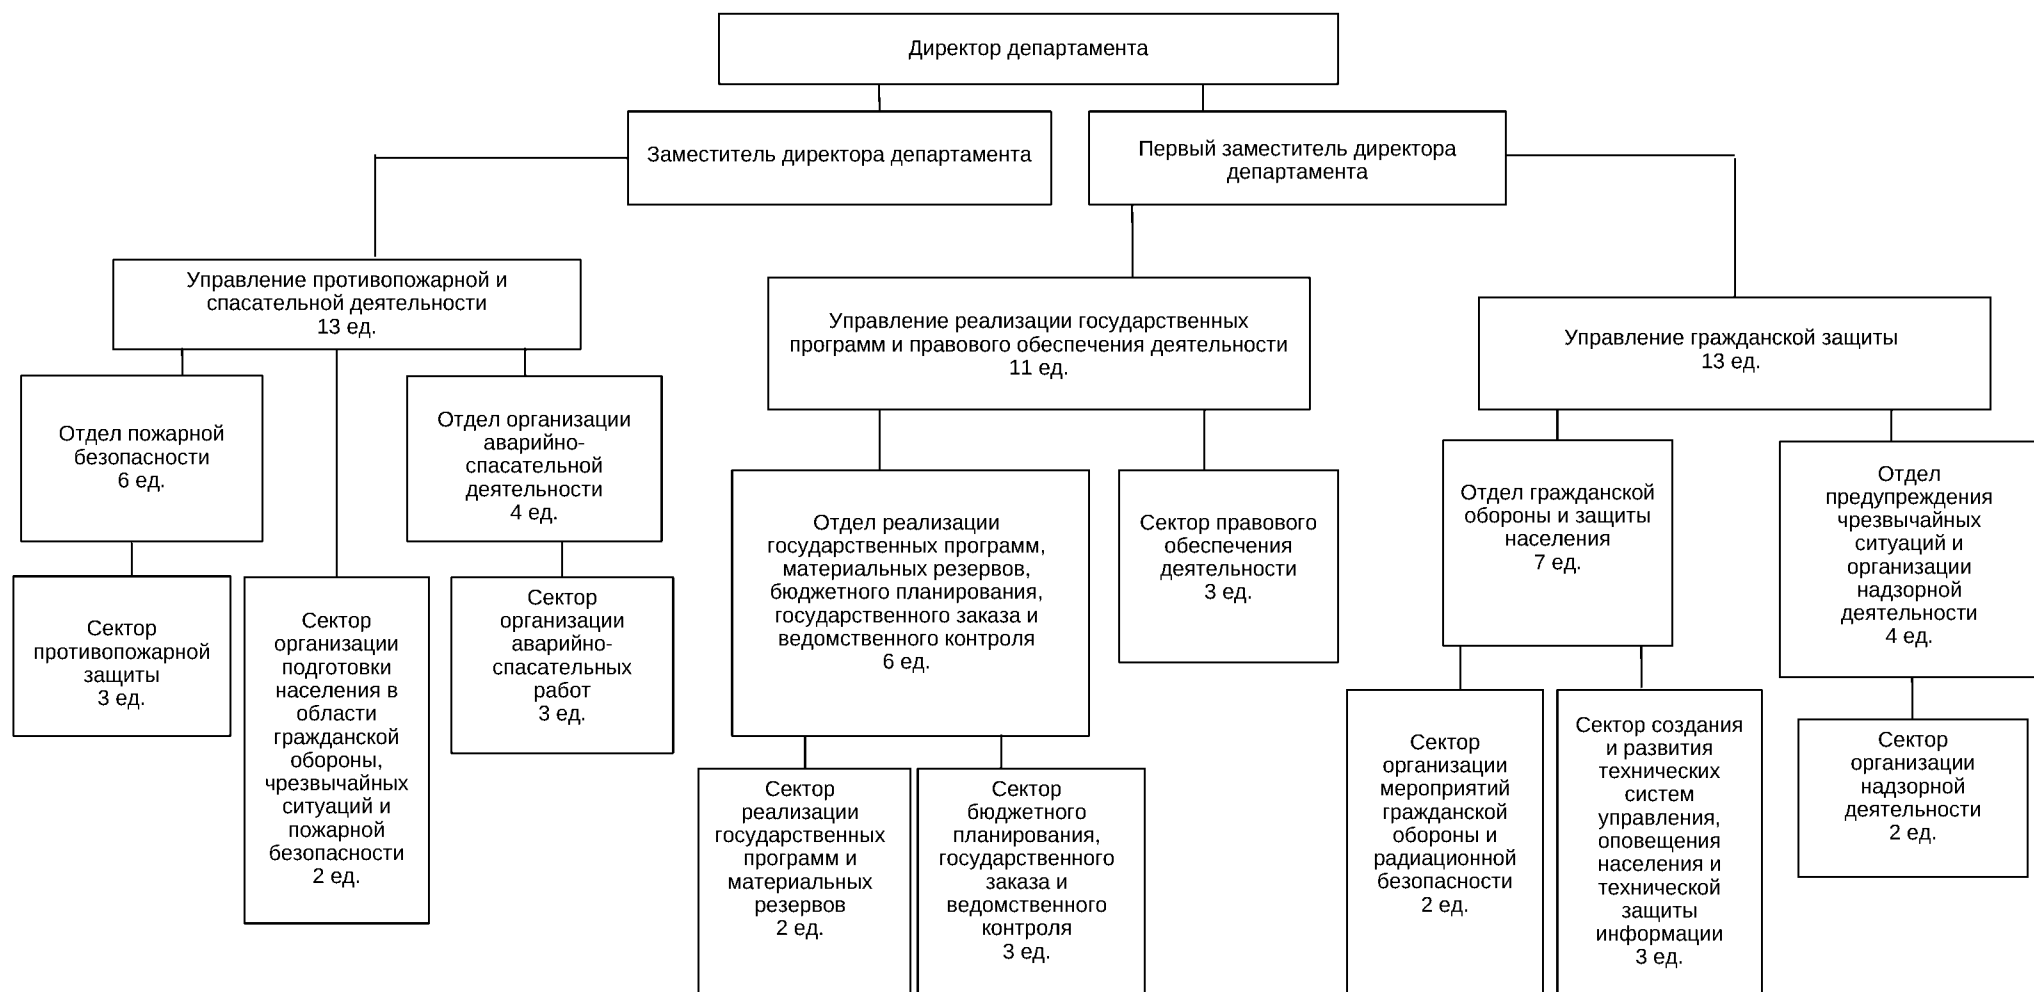 Директор департамента
Заместитель директора департамента
Первый заместитель директора
департамента
Управление противопожарной и
спасательной деятельности
13 ед.
Управление реализации государственных
программ и правового обеспечения деятельности
11 ед.
Управление гражданской защиты
13 ед.
Отдел пожарной
безопасности
6 ед.
Отдел организации
аварийно-
спасательной
деятельности
4 ед.
Отдел реализации
государственных программ,
материальных резервов,
бюджетного планирования,
государственного заказа и
ведомственного контроля
6 ед.
Сектор правового
обеспечения
деятельности
3 ед.
Отдел гражданской
обороны и защиты
населения
7 ед.
Отдел
предупреждения
чрезвычайных
ситуаций и
организации
надзорной
деятельности
4 ед.
Сектор
противопожарной
защиты
3 ед.
Сектор
организации
подготовки
населения в
области
гражданской
обороны,
чрезвычайных
ситуаций и
пожарной
безопасности
2 ед.
Сектор
организации
аварийно-
спасательных
работ
3 ед.
Сектор
реализации
государственных
программ и
материальных
резервов
2 ед.
Сектор
бюджетного
планирования,
государственного
заказа и
ведомственного
контроля
3 ед.
Сектор
организации
мероприятий
гражданской
обороны и
радиационной
безопасности
2 ед.
Сектор создания
и развития
технических
систем
управления,
оповещения
населения и
технической
защиты
информации
3 ед.
Сектор
организации
надзорной
деятельности
2 ед.